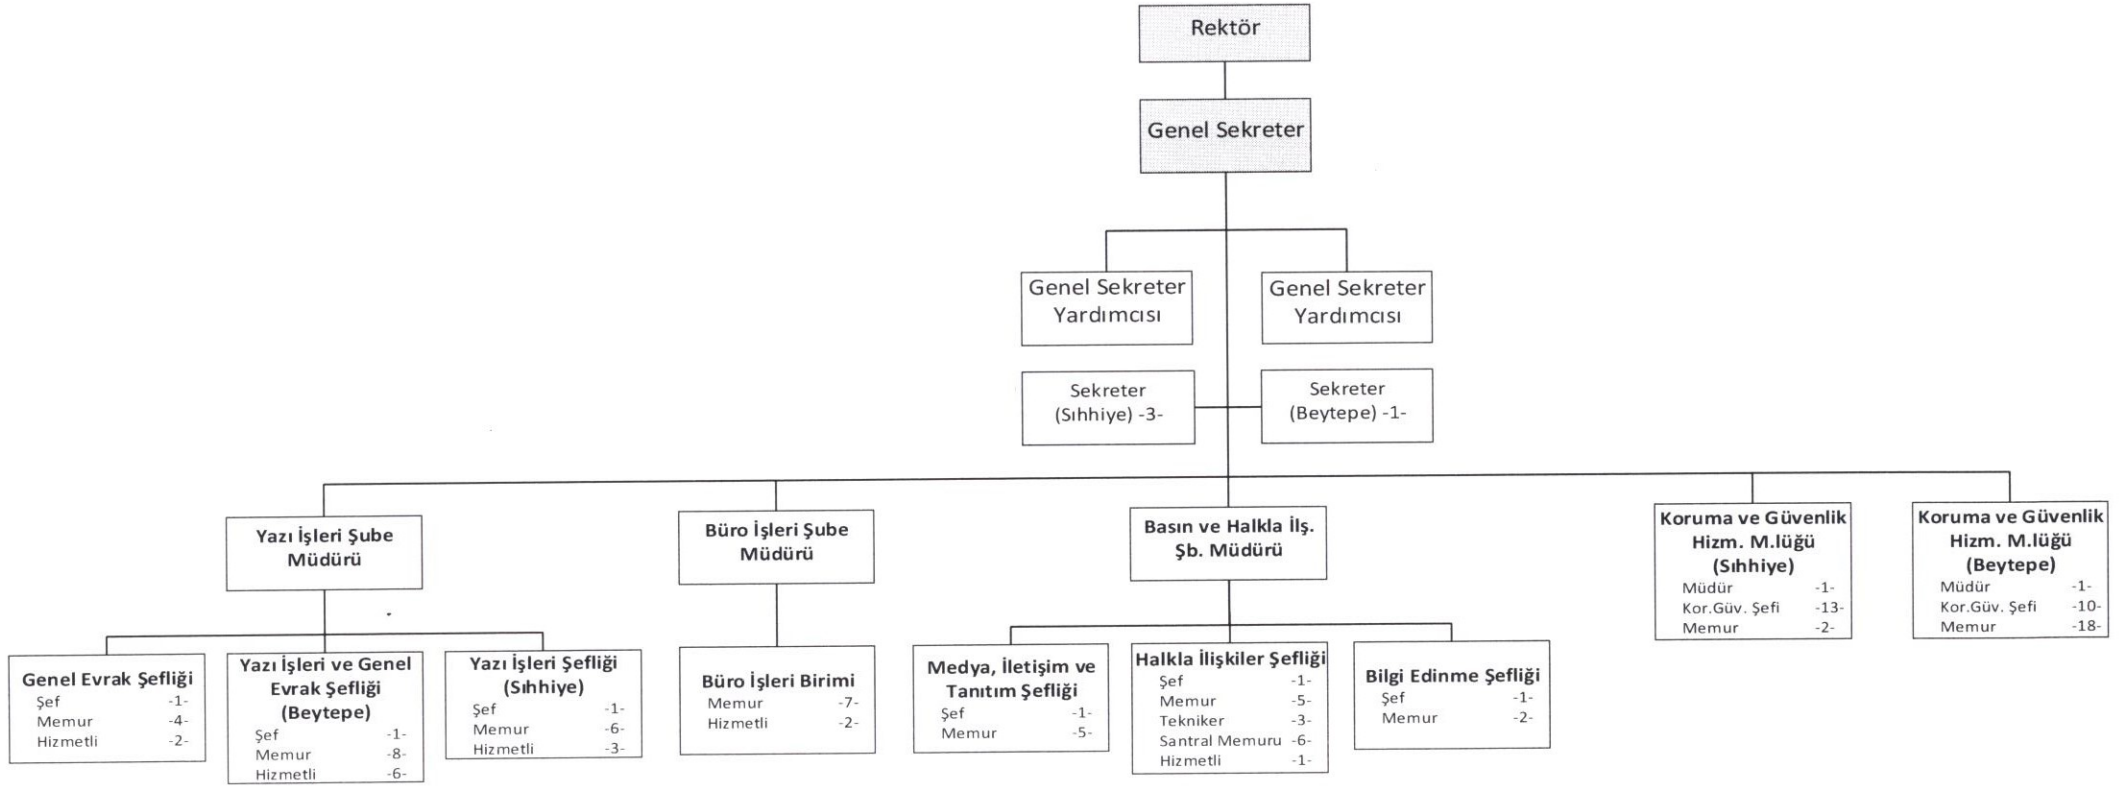 Rektör
Genel Sekreter
Genel Sekreter
Yardımcısı
Genel Sekreter
Yardımcısı
Sekreter
(Sıhhiye) -3-
Sekreter
(Beytepe) -1-
Yazı İşleri Şube
Müdürü
Büro İşleri Şube
Müdürü
Basın ve Halkla İlş.
Şb. Müdürü
Koruma ve Güvenlik
Hizm. M.lüğü
(Sıhhiye)
Müdür -1-
Kor.Güv. Şefi -13-
Memur -2-
Koruma ve Güvenlik
Hizm. M.lüğü
(Beytepe)
Müdür -1-
Kor.Güv. Şefi -10-
Memur -18-
Genel Evrak Şefliği
Şef -1-
Memur -4-
Hizmetli -2-
Yazı İşleri ve Genel
Evrak Şefliği
(Beytepe)
Şef -1-
Memur -8-
Hizmetli -6-
Yazı İşleri Şefliği
(Sıhhiye)
Şef -1-
Memur -6-
Hizmetli -3-
Büro İşleri Birimi
Memur -7-
Hizmetli -2-
Medya, İletişim ve
Tanıtım Şefliği
Şef -1-
Memur -5-
Halkla İlişkiler Şefliği
Şef -1-
Memur -5-
Tekniker -3-
Santral Memuru -6-
Hizmetli -1-
Bilgi Edinme Şefliği
Şef -1-
Memur -2-